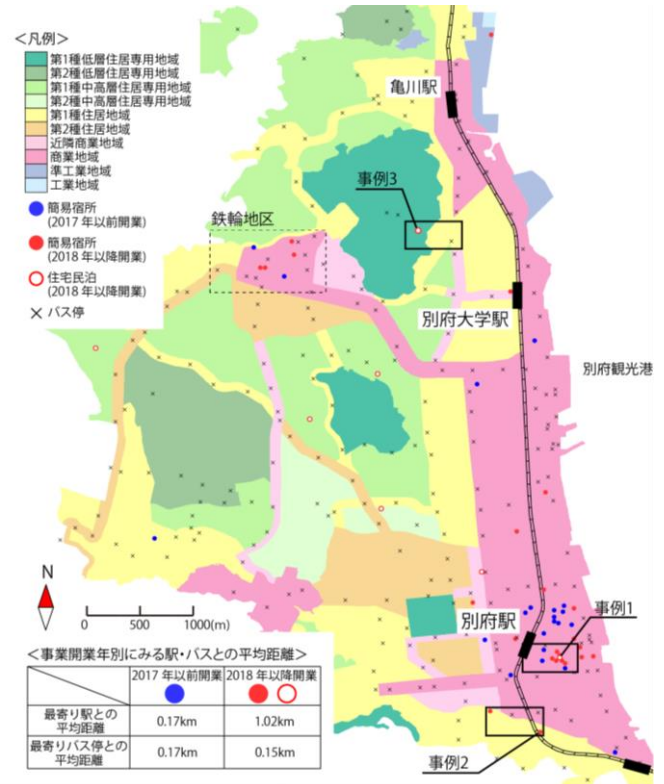 <凡例>
第1種低層住居専用地域
第2種低層住居専用地域
第1種中高層住居専用地域
第2種中高層住居専用地域
第1種住居地域
第2種住居地域
近隣商業地域
商業地域
準工業地域
工業地域
簡易宿所
(2017年以前開業)
簡易宿所
(2018年以降開業)
住宅民泊
(2018年以降開業)
バス停
亀川駅
事例3
鉄輪地区
別府大学駅
別府観光港
N
0 500 1000(m)
別府駅
事例1
事例2
<事業開業年別にみる駅・バスとの平均距離>
2017年以前開業 2018年以降開業
最寄り駅との
平均距離 0.17km 1.02km
最寄りバス停との
平均距離 0.17km 0.15km